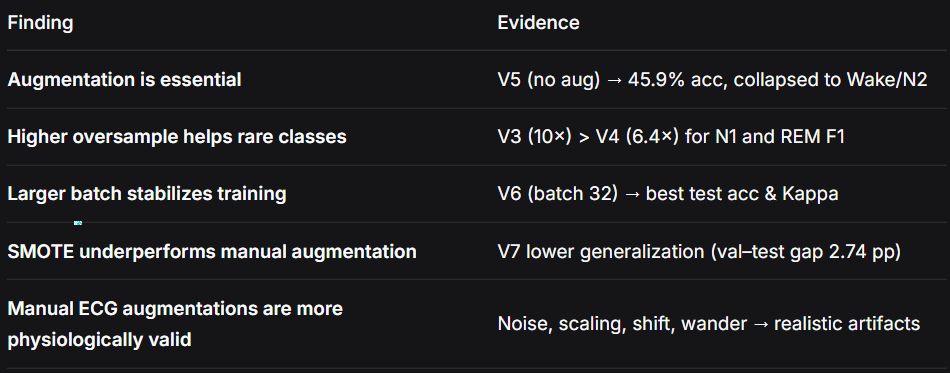 Finding Evidence
Augmentation is essential V5 (no aug) → 45.9% acc, collapsed to Wake/N2
Higher oversample helps rare classes V3 (10×) > V4 (6.4×) for N1 and REM F1
Larger batch stabilizes training V6 (batch 32) → best test acc & Kappa
SMOTE underperforms manual augmentation V7 lower generalization (val–test gap 2.74 pp)
Manual ECG augmentations are more
physiologically valid Noise, scaling, shift, wander → realistic artifacts